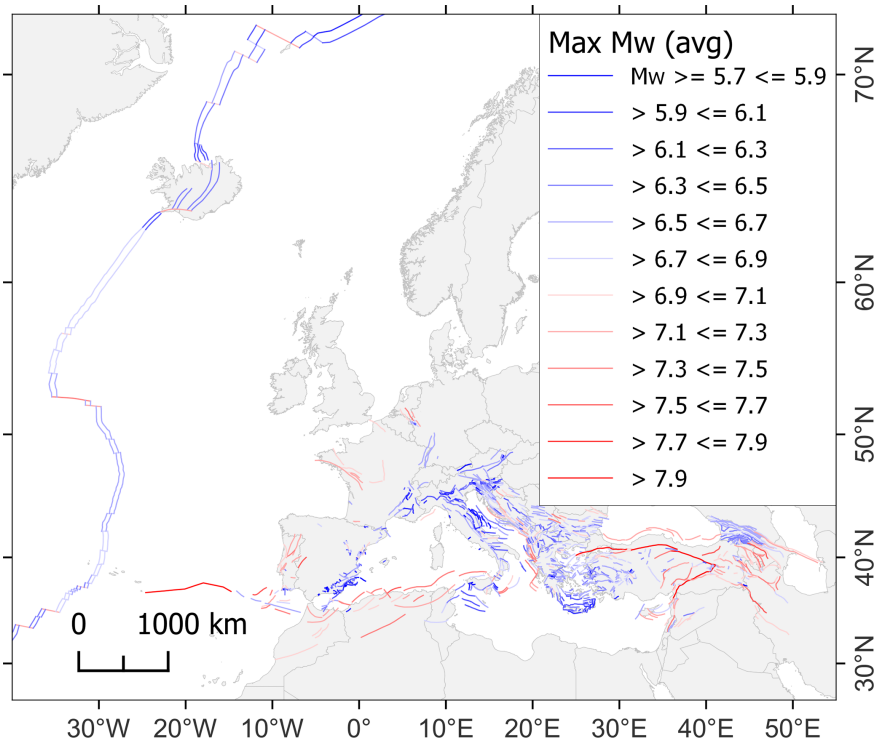 Max Mw (avg)
Mw >= 5.7 <= 5.9
> 5.9 <= 6.1
> 6.1 <= 6.3
> 6.3 <= 6.5
> 6.5 <= 6.7
> 6.7 <= 6.9
> 6.9 <= 7.1
> 7.1 <= 7.3
> 7.3 <= 7.5
> 7.5 <= 7.7
> 7.7 <= 7.9
> 7.9
70°N
60°N
50°N
40°N
30°N
0 1000 km
30°W 20°W 10°W 0° 10°E 20°E 30°E 40°E 50°E